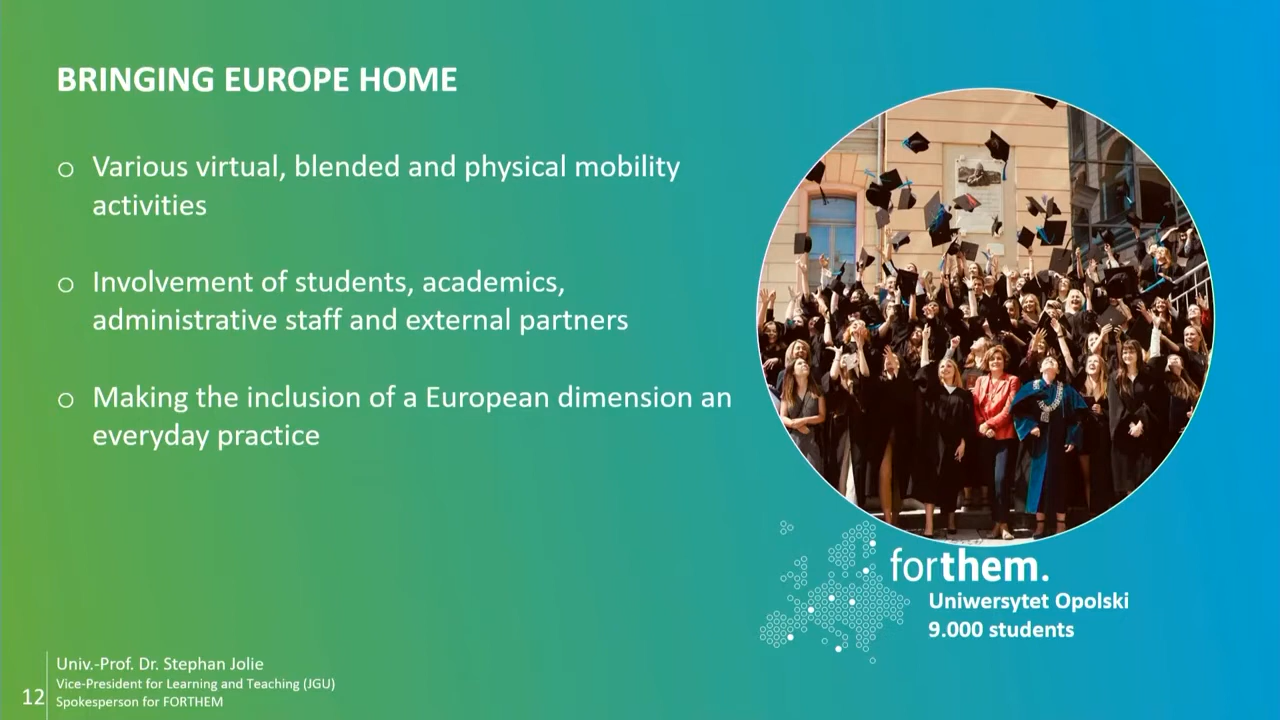 BRINGING EUROPE HOME
o Various virtual, blended and physical mobility
activities
o Involvement of students, academics,
administrative staff and external partners
o Making the inclusion of a European dimension an
everyday practice
forthem.
Uniwersytet Opolski
9.000 students
Univ.-Prof. Dr. Stephan Jolie
Vice-President for Learning and Teaching (JGU)
12 Spokesperson for FORTHEM